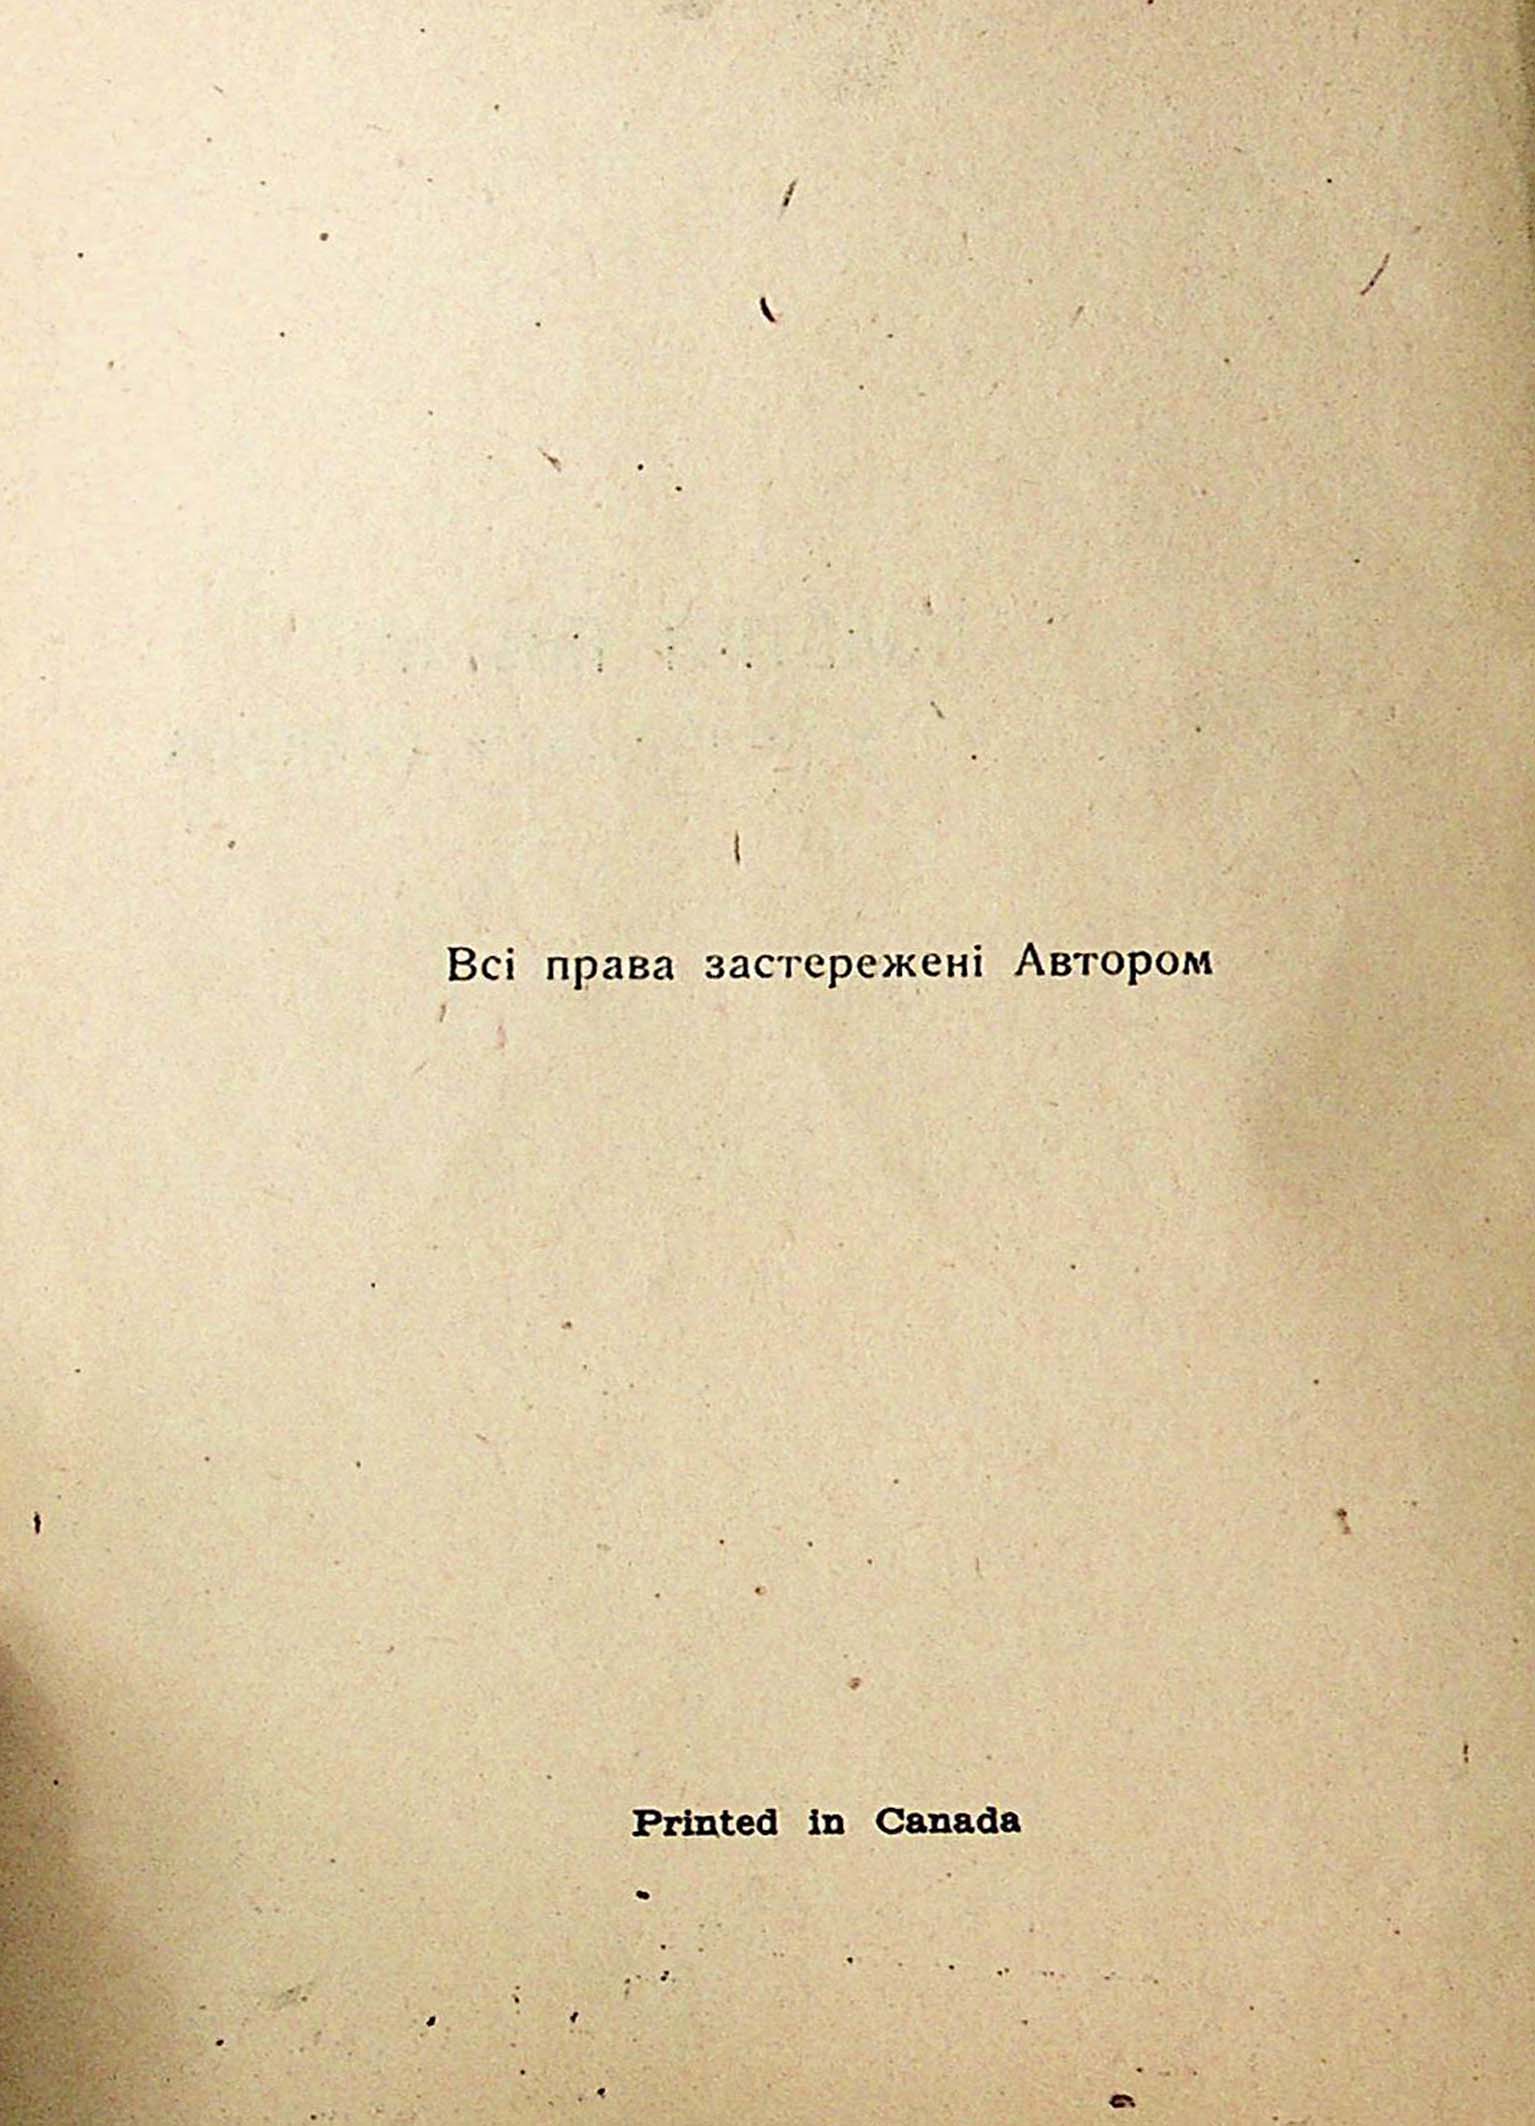 Всі права застережені Автором
Printed in Canada